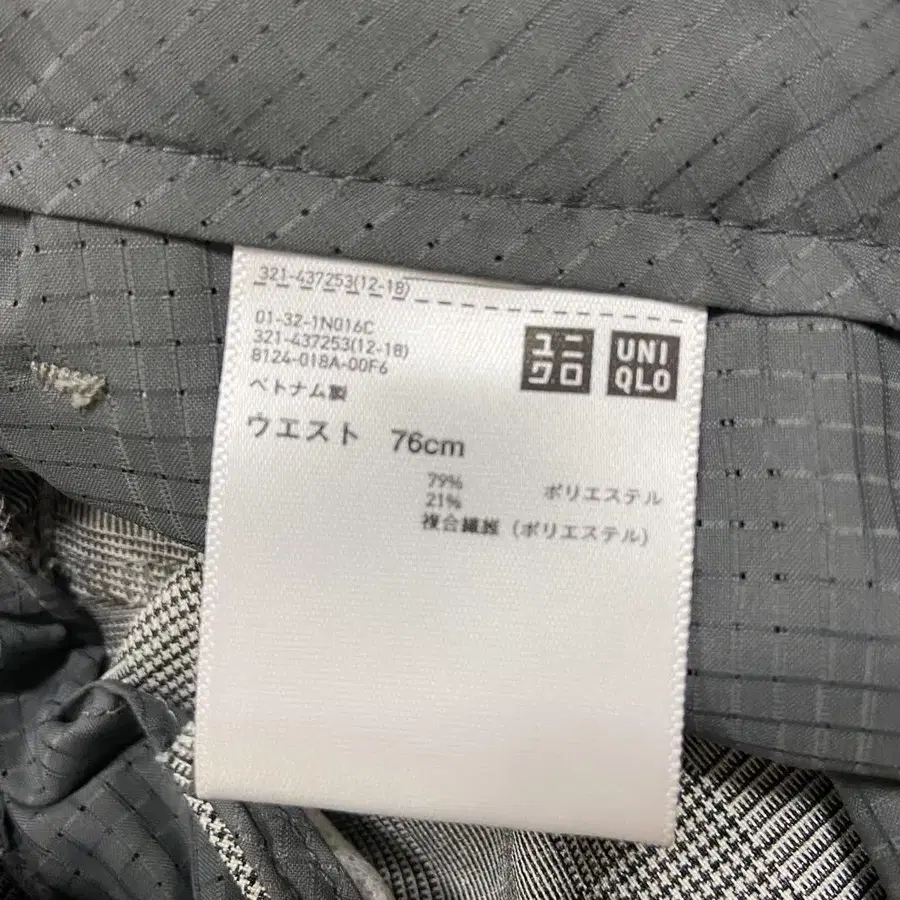 321-437253(12-18)
01-32-1N016C
321-437253(12-18)
8124-018A-00F6
ベトナム製
ユニ
クロ
UNI
QLO
ウエスト 76cm
79%
ポリエステル
21%
複合繊維(ポリエステル)